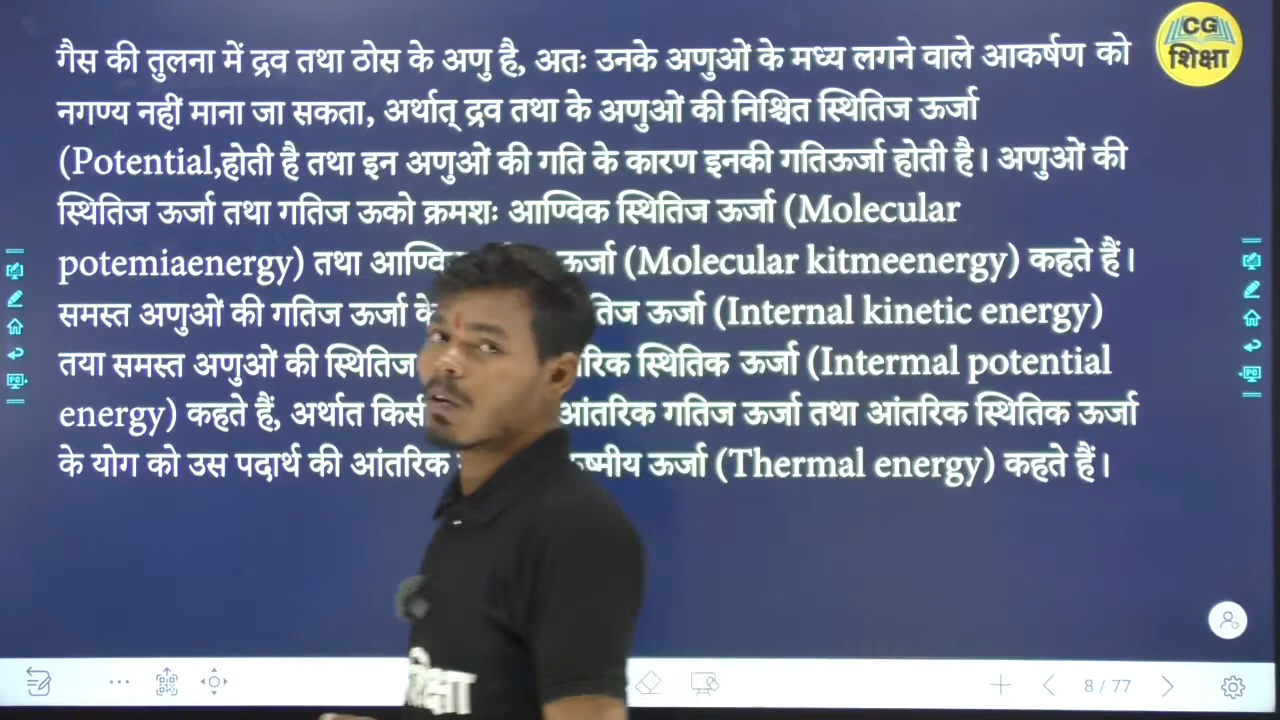 CG
शिक्षा
गैस की तुलना में द्रव तथा ठोस के अणु है, अतः उनके अणुओं के मध्य लगने वाले आकर्षण को
नगण्य नहीं माना जा सकता, अर्थात् द्रव तथा के अणुओं की निश्चित स्थितिज ऊर्जा
(Potential,होती है तथा इन अणुओं की गति के कारण इनकी गतिऊर्जा होती है। अणुओं की
स्थितिज ऊर्जा तथा गतिज ऊको क्रमशः आण्विक स्थितिज ऊर्जा (Molecular
potemiaenergy) तथा ऊर्जा (Molecular kitmeenergy) कहते हैं।
समस्त अणुओं की गतिज ऊर्जा ऊर्जा (Internal kinetic energy)
तया समस्त अणुओं की स्थितिज स्थितिक ऊर्जा (Intermal potential
energy) कहते हैं, अर्थात आंतरिक गतिज ऊर्जा तथा आंतरिक स्थितिक ऊर्जा
के योग को उस पदार्थ की आंतरिक ऊर्जा (Thermal energy) कहते हैं।
8 / 77